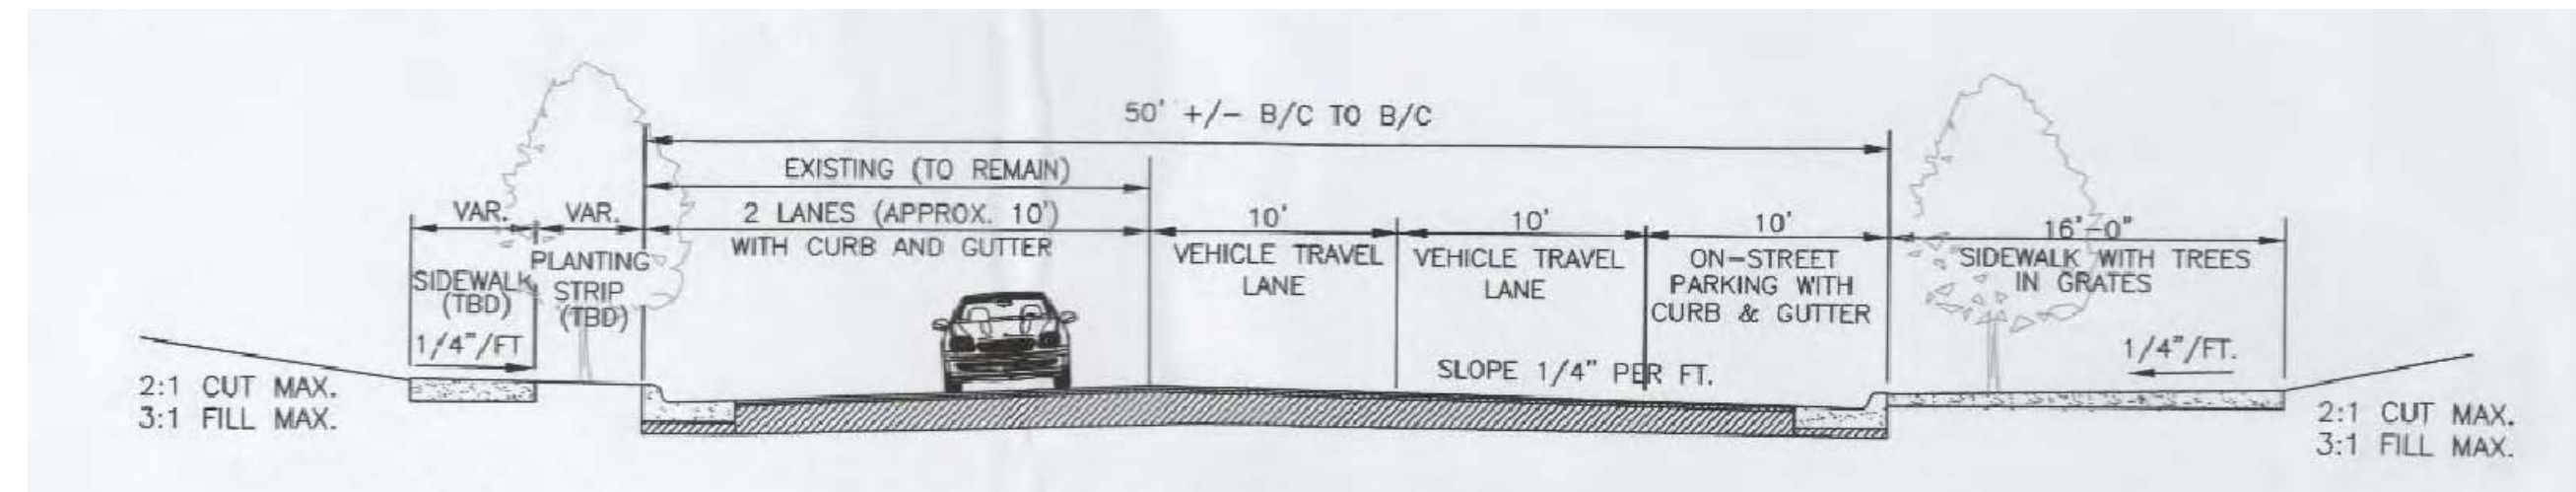 50' +/- B/C TO B/C
EXISTING (TO REMAIN)
VAR.
VAR.
2 LANES (APPROX. 10')
WITH CURB AND GUTTER
10'
VEHICLE TRAVEL
LANE
10'
VEHICLE TRAVEL
LANE
10'
ON-STREET
PARKING WITH
CURB & GUTTER
16'-0"
SIDEWALK WITH TREES
IN GRATES
SIDEWALK
(TBD)
PLANTING
STRIP
(TBD)
1/4"/FT
SLOPE 1/4" PER FT.
1/4"/FT.
2:1 CUT MAX.
3:1 FILL MAX.
2:1 CUT MAX.
3:1 FILL MAX.